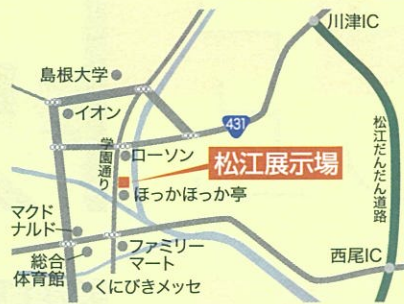 川津IC
島根大学
イオン
431
学園通り
ローソン
松江展示場
松江だんだん道路
ほっかほっか亭
マクド
ナルド
ファミリー
マート
総合
体育館
西尾IC
くにびきメッセ